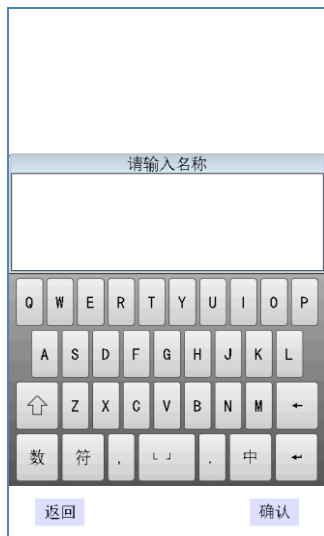 请输入名称
Q W E R T Y U I O P
A S D F G H J K L
Z X C V B N M ←
数 符 , ㄴ 」 . 中 ↵
返回 确认